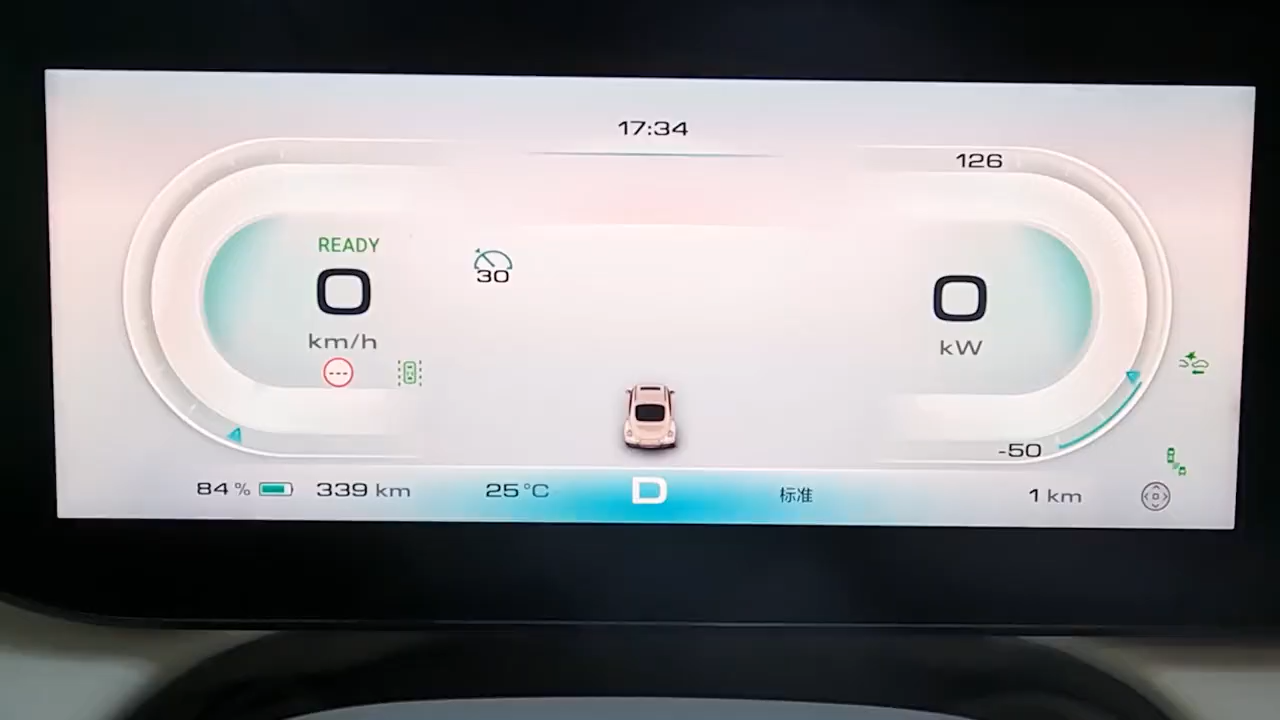 17:34
126
READY
0
km/h
30
0
kW
-50
84 %
339 km
25°C
D
标准
1 km